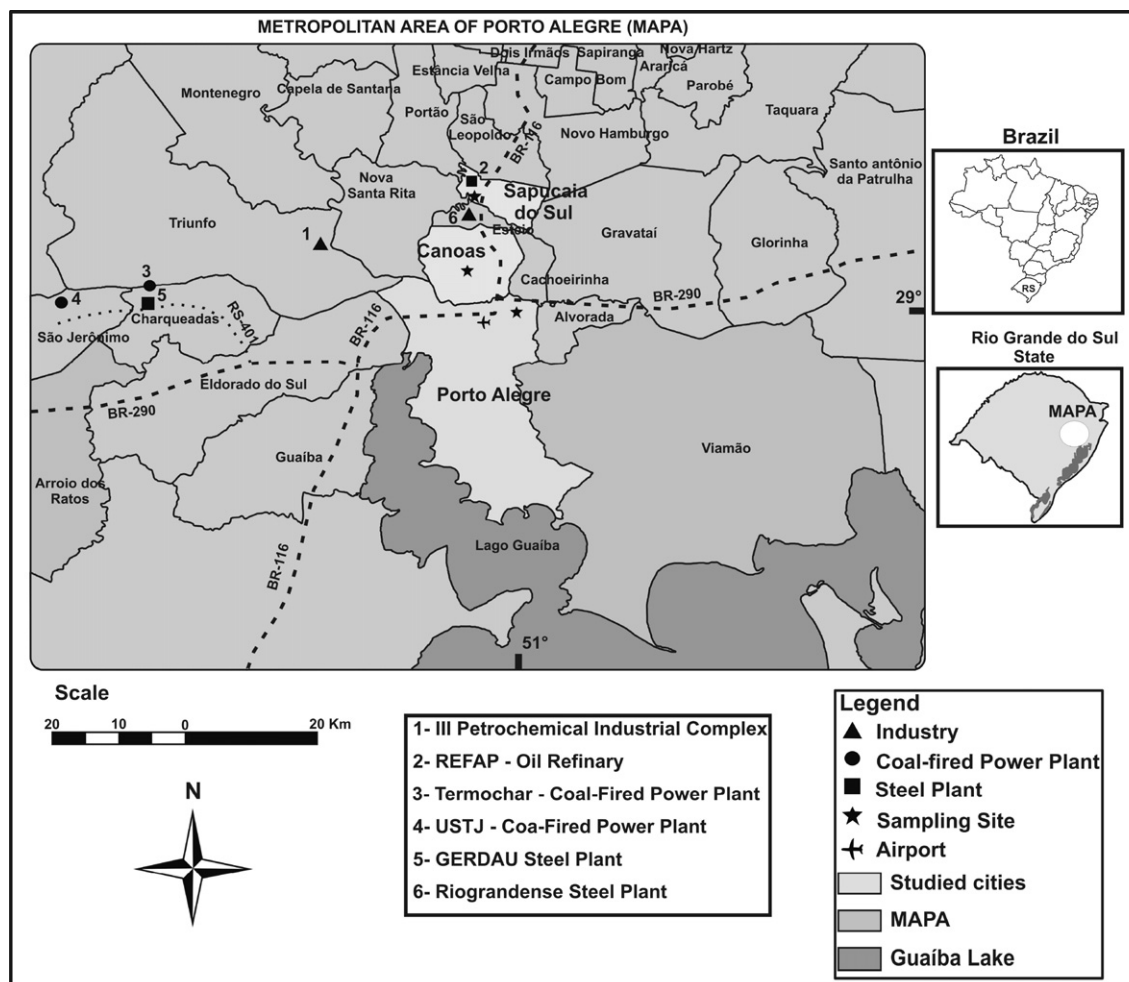 METROPOLITAN AREA OF PORTO ALEGRE (MAPA)
Dois Irmãos
Sapiranga
Nova Hartz
Estância Velha
Campo Bom
Araricá
Parobé
Montenegro
Capela de Santana
Portão
São
Leopoldo
BR-116
Novo Hamburgo
Taquara
Santo antônio
da Patrulha
Nova
Santa Rita
2
Sapucaia
do Sul
6
Esteio
Triunfo
1
Canoas
Gravataí
Glorinha
Cachoeirinha
3
4
5
Charqueadas
RS-401
São Jerônimo
BR-116
BR-290
Alvorada
29°
Eldorado do Sul
BR-290
Porto Alegre
Guaíba
Viamão
Arroio dos
Ratos
Lago Guaíba
BR-116
51°
Brazil
RS
Rio Grande do Sul
State
MAPA
Scale
20 10 0 20 Km
N
1- III Petrochemical Industrial Complex
2- REFAP - Oil Refinary
3- Termochar - Coal-Fired Power Plant
4- USTJ - Coa-Fired Power Plant
5- GERDAU Steel Plant
6- Riograndense Steel Plant
Legend
Industry
Coal-fired Power Plant
Steel Plant
Sampling Site
Airport
Studied cities
MAPA
Guaíba Lake